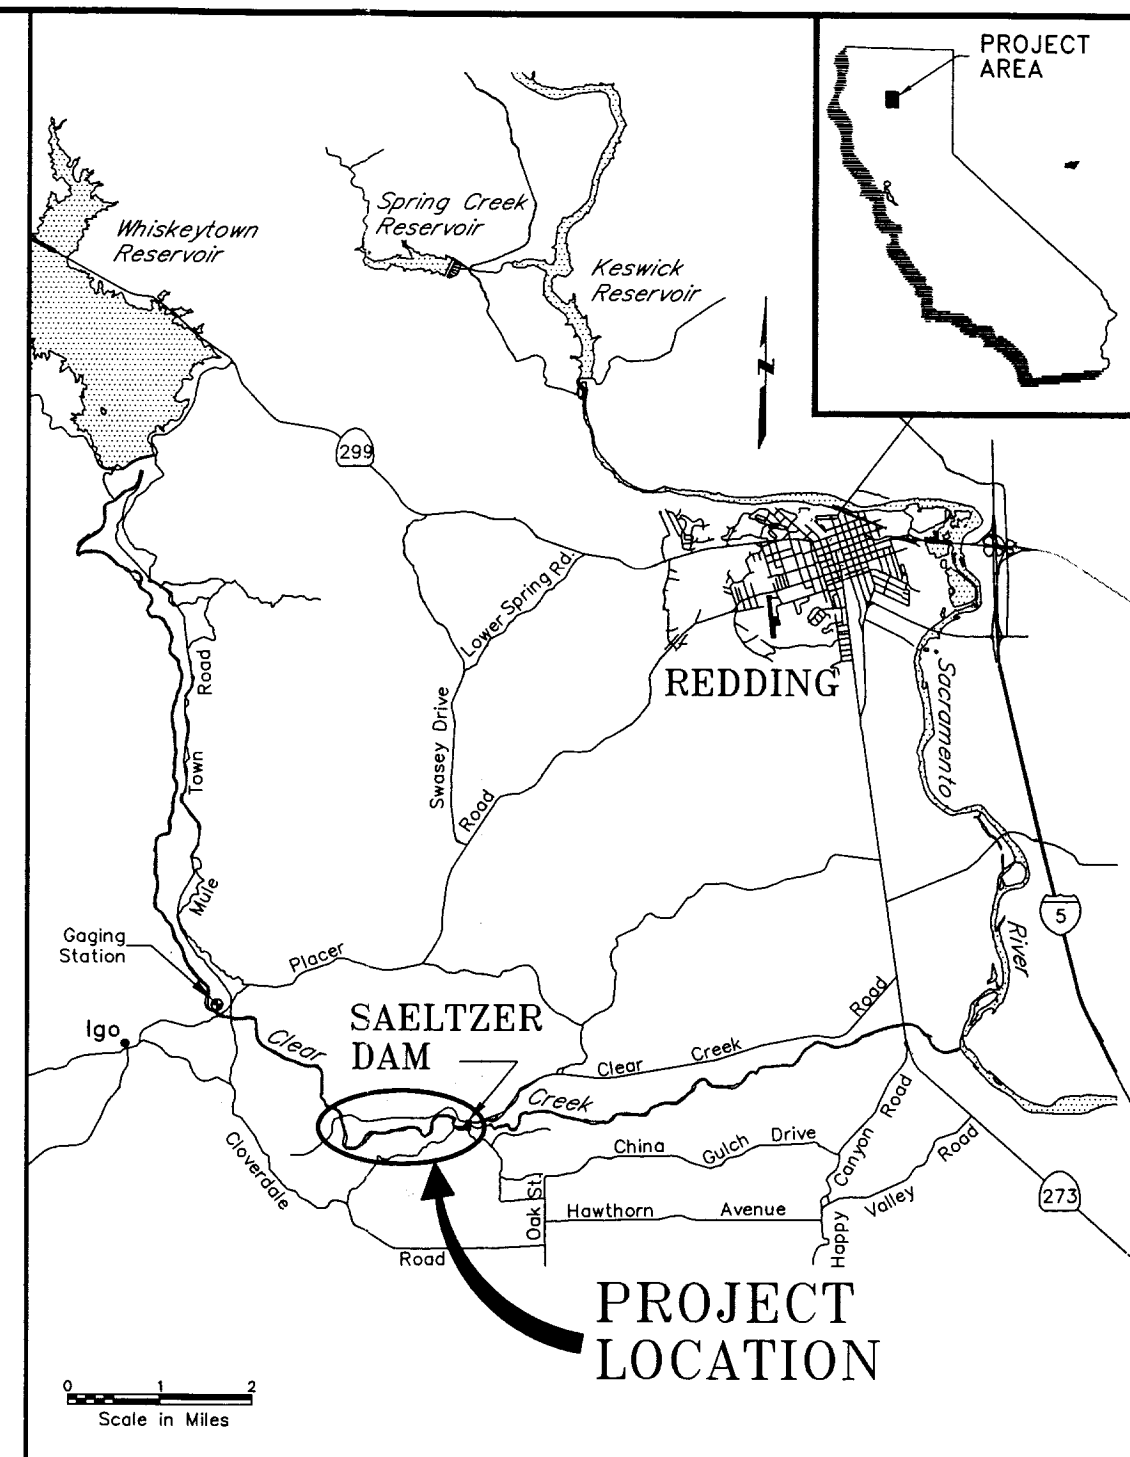 PROJECT
AREA
Spring Creek
Reservoir
Whiskeytown
Reservoir
Keswick
Reservoir
N
299
Lower Spring Rd.
REDDING
Road
Swasey Drive
Sacramento
Town
Road
Mule
5
Gaging
Station
Placer
River
Road
SAELTZER
DAM
Igo
Clear
Clear Creek
Creek
Canyon Road
China Gulch Drive
Road
Cloverdale
Oak St.
Valley
273
Hawthorn Avenue
Happy
Road
PROJECT
LOCATION
0 1 2
Scale in Miles